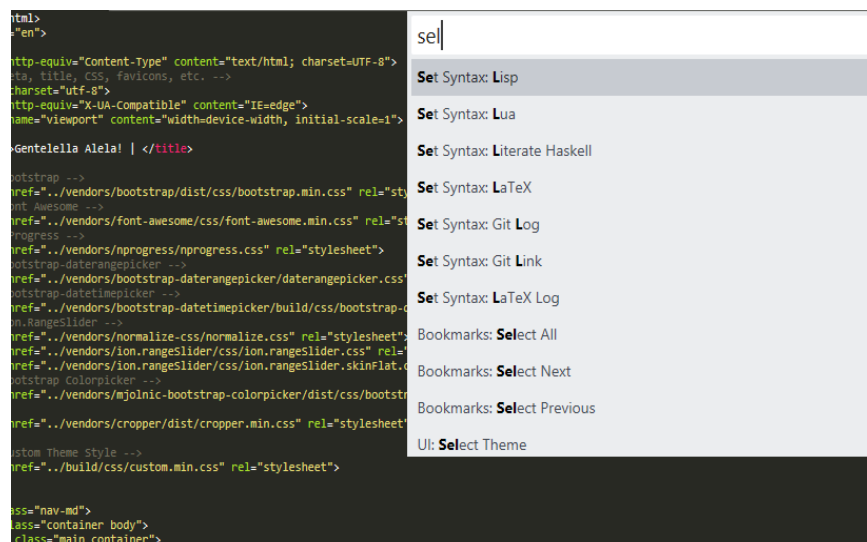 html>
="en">
http-equiv="Content-Type" content="text/html; charset=UTF-8">
eta, title, CSS, favicons, etc. -->
charset="utf-8">
http-equiv="X-UA-Compatible" content="IE=edge">
name="viewport" content="width=device-width, initial-scale=1">
>Gentelella Alela! | </title>
ootstrap -->
href="../vendors/bootstrap/dist/css/bootstrap.min.css" rel="sty
ont Awesome -->
href="../vendors/font-awesome/css/font-awesome.min.css" rel="st
Progress -->
href="../vendors/nprogress/nprogress.css" rel="stylesheet">
ootstrap-daterangepicker -->
href="../vendors/bootstrap-daterangepicker/daterangepicker.css"
ootstrap-datetimepicker -->
href="../vendors/bootstrap-datetimepicker/build/css/bootstrap-d
on.RangeSlider -->
href="../vendors/normalize-css/normalize.css" rel="stylesheet">
href="../vendors/ion.rangeSlider/css/ion.rangeSlider.css" rel="
href="../vendors/ion.rangeSlider/css/ion.rangeSlider.skinFlat.c
ootstrap Colorpicker -->
href="../vendors/mjolnic-bootstrap-colorpicker/dist/css/bootstr
href="../vendors/cropper/dist/cropper.min.css" rel="stylesheet"
ustom Theme Style -->
href="../build/css/custom.min.css" rel="stylesheet">
ass="nav-md">
lass="container body">
class="main_container">
sel
Set Syntax: Lisp
Set Syntax: Lua
Set Syntax: Literate Haskell
Set Syntax: LaTeX
Set Syntax: Git Log
Set Syntax: Git Link
Set Syntax: LaTeX Log
Bookmarks: Select All
Bookmarks: Select Next
Bookmarks: Select Previous
UI: Select Theme